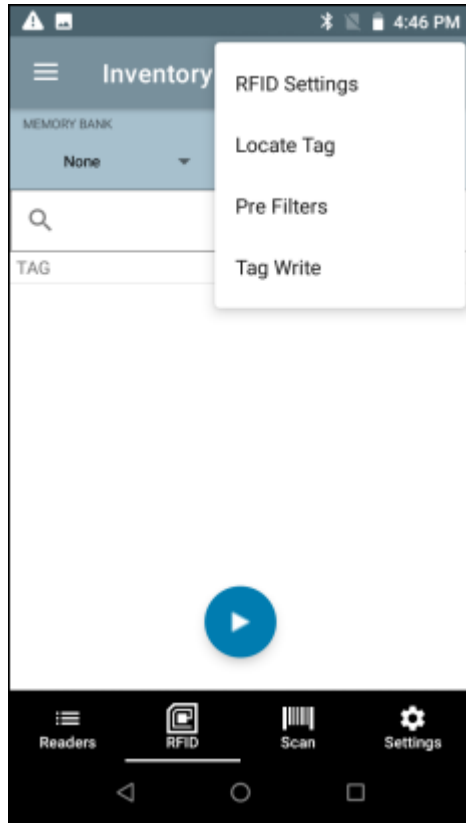 4:46 PM
Inventory
RFID Settings
MEMORY BANK
Locate Tag
None
Pre Filters
TAG
Tag Write
Readers
RFID
Scan
Settings